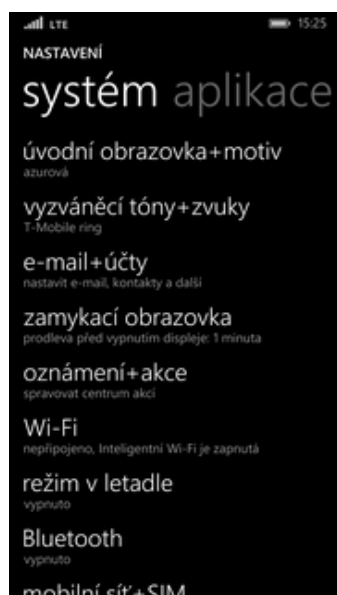 LTE 15:25
NASTAVENÍ
systém aplikace
úvodní obrazovka+motiv
azurová
vyzváněcí tóny+zvuky
T-Mobile ring
e-mail+účty
nastavit e-mail, kontakty a další
zamykací obrazovka
prodleva před vypnutím displeje: 1 minuta
oznámení+akce
spravovat centrum akcí
Wi-Fi
nepřipojeno, Inteligentní Wi-Fi je zapnutá
režim v letadle
vypnuto
Bluetooth
vypnuto
mobilní síť+SIM